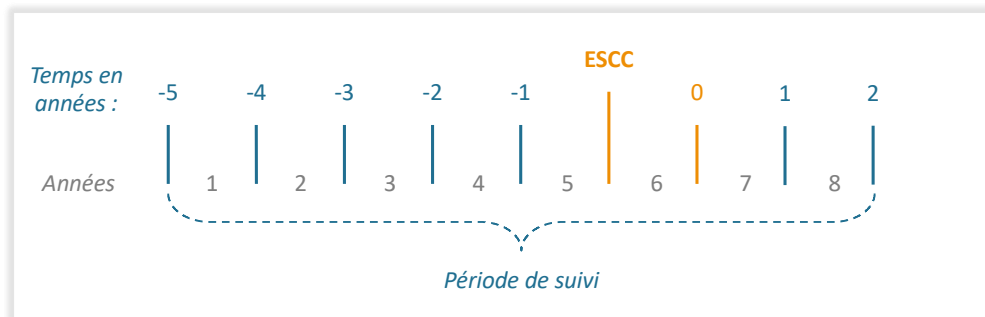 ESCC
Temps en
années :
-5 -4 -3 -2 -1 0 1 2
Années 1 2 3 4 5 6 7 8
Période de suivi